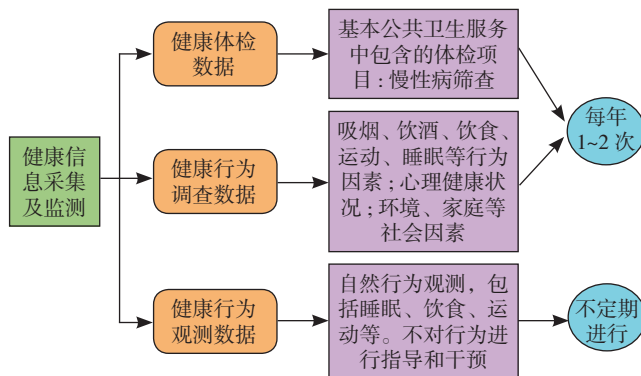 健康信
息采集
及监测
健康体检
数据
基本公共卫生服务
中包含的体检项
目：慢性病筛查
每年
1~2 次
健康行为
调查数据
吸烟、饮酒、饮食、
运动、睡眠等行为
因素；心理健康状
况；环境、家庭等
社会因素
健康行为
观测数据
自然行为观测，包
括睡眠、饮食、运
动等。不对行为进
行指导和干预
不定期
进行